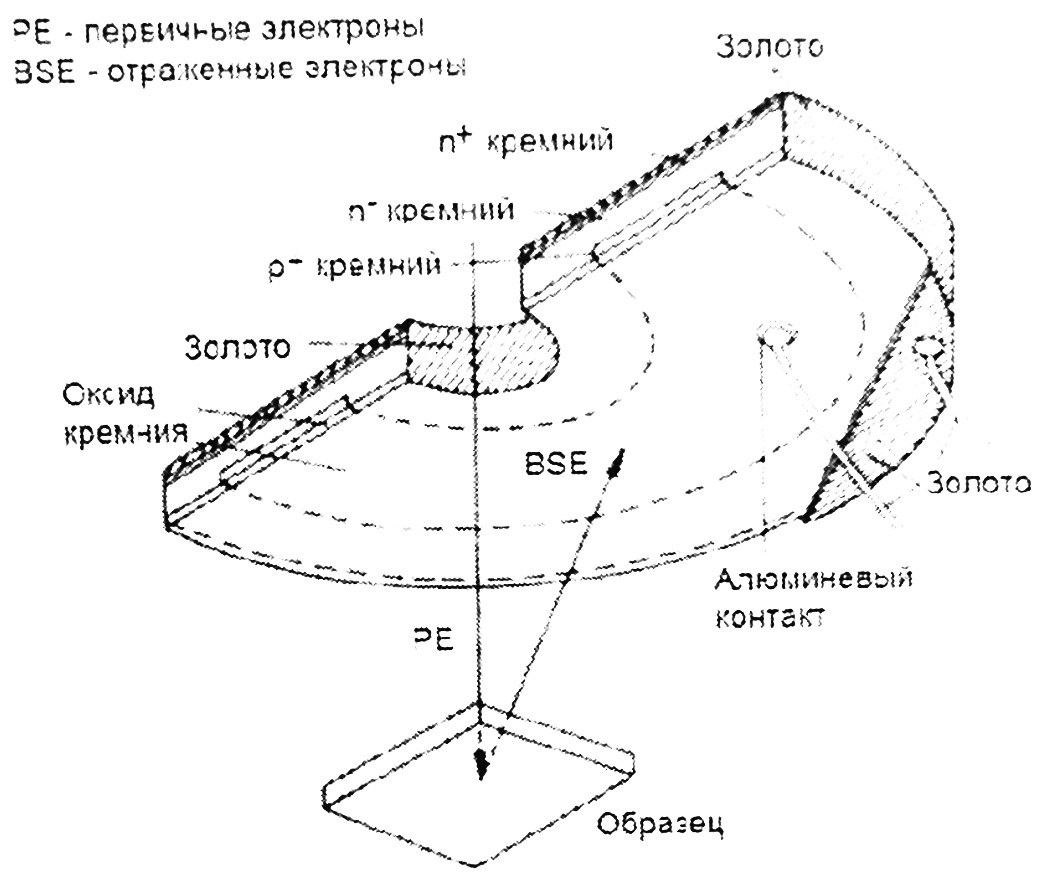 PE - первичные электроны
BSE - отраженные электроны
Золото
n+ кремний
n- кремний
p- кремний
Золото
Оксид
кремния
BSE
Золото
Алюминевый
контакт
PE
Образец